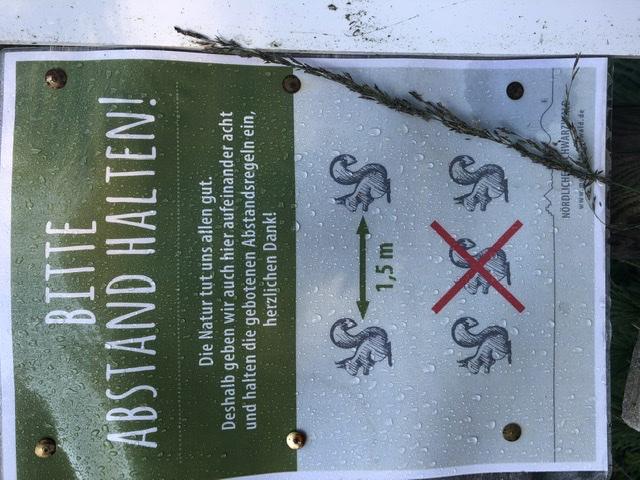 BITTE
ABSTAND HALTEN!
Die Natur tut uns allen gut.
Deshalb geben wir auch hier aufeinander acht
und halten die gebotenen Abstandsregeln ein,
herzlichen Dank!
1,5 m